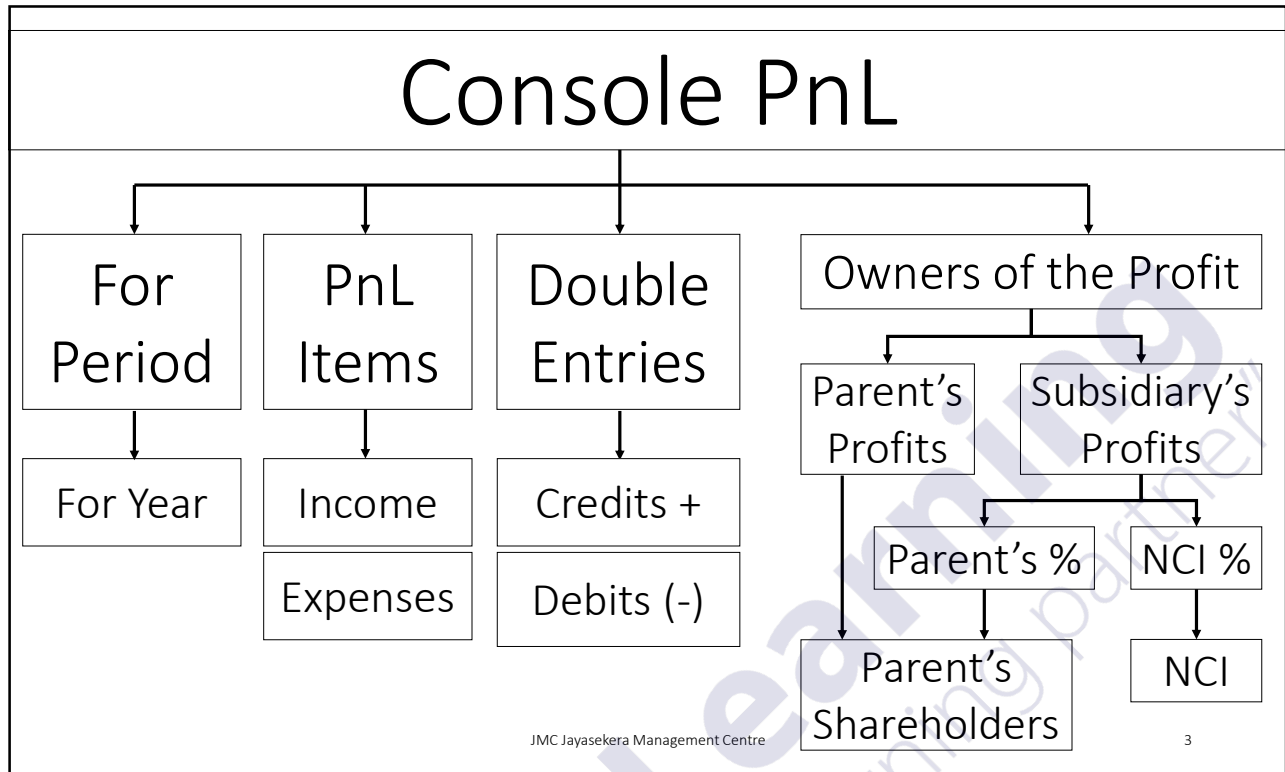 Console PnL
For
Period
PnL
Items
Double
Entries
Owners of the Profit
Parent's
Profits
Subsidiary's
Profits
For Year
Income
Expenses
Credits +
Debits (-)
Parent's %
NCI %
Parent's
Shareholders
NCI
JMC Jayasekera Management Centre
3